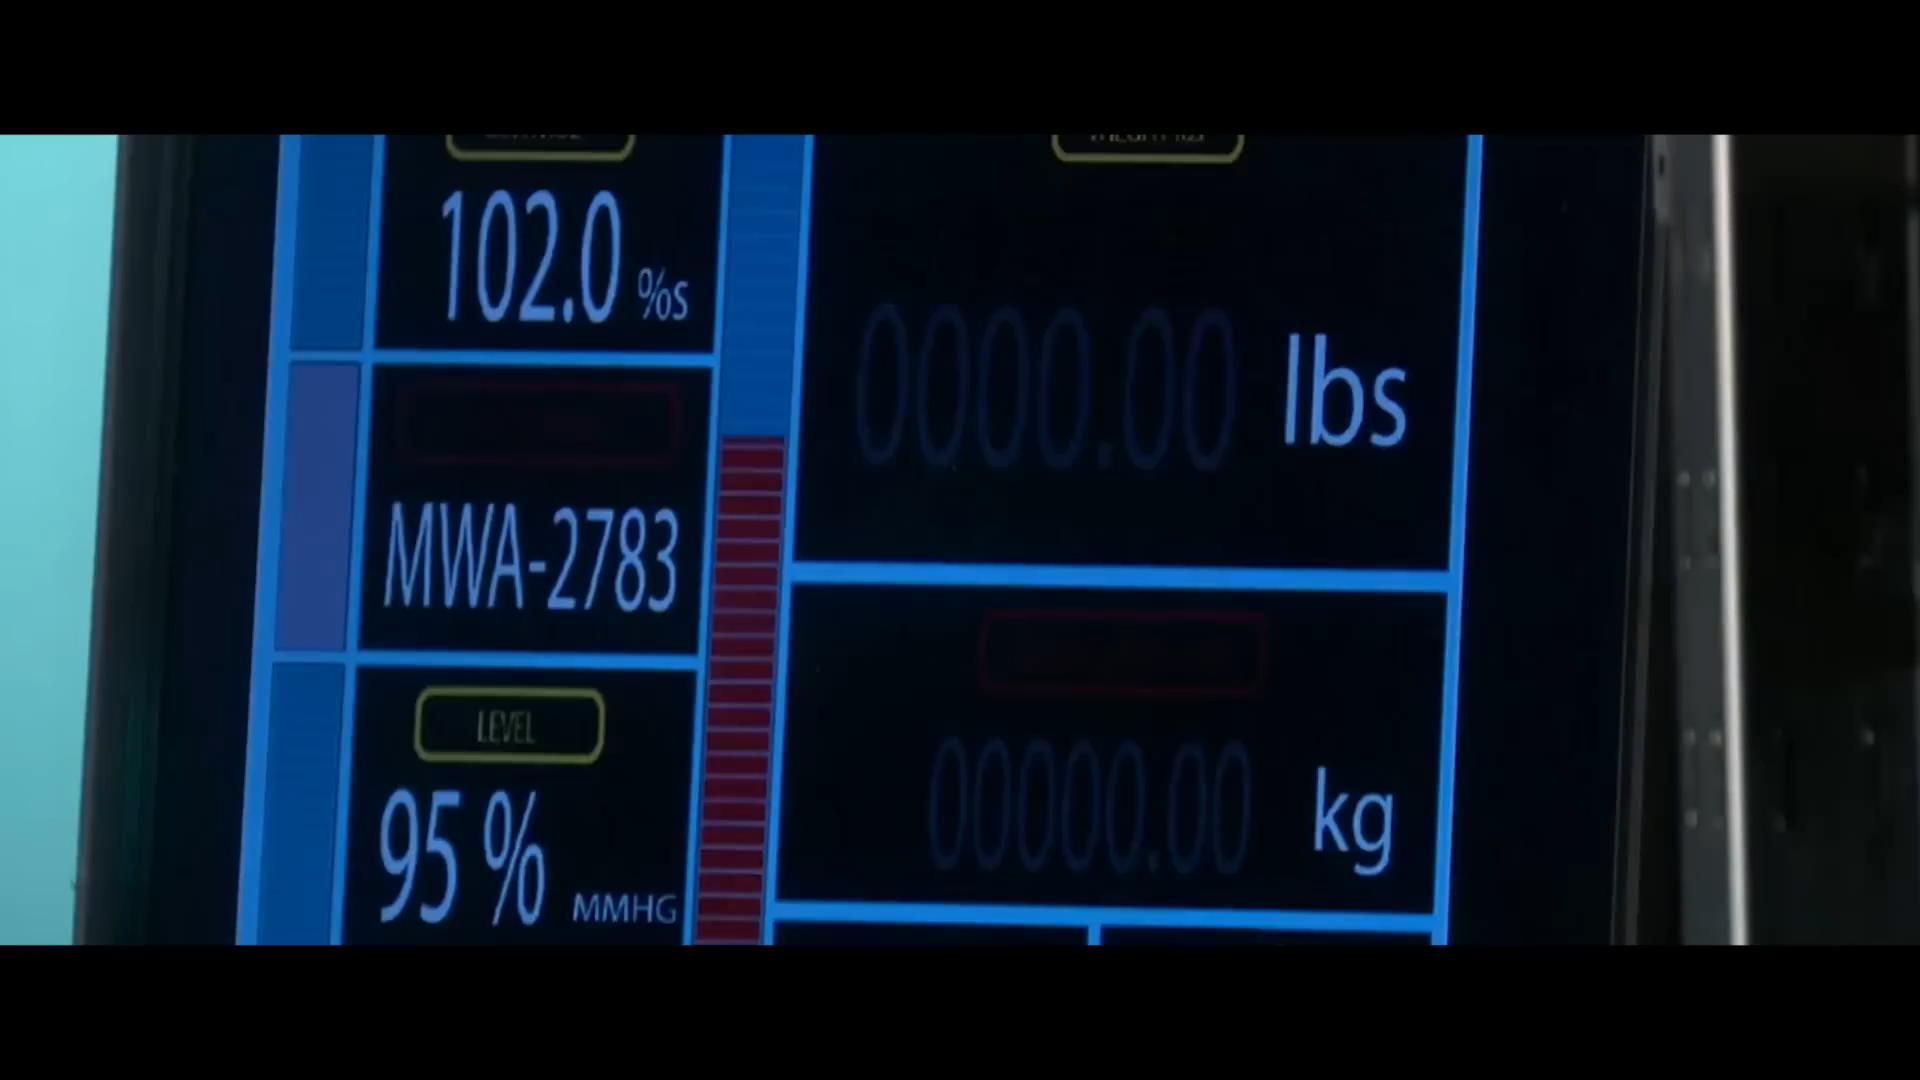 102.0 %s
0000.00 lbs
MWA-2783
LEVEL
95 % MMHG
00000.00 kg